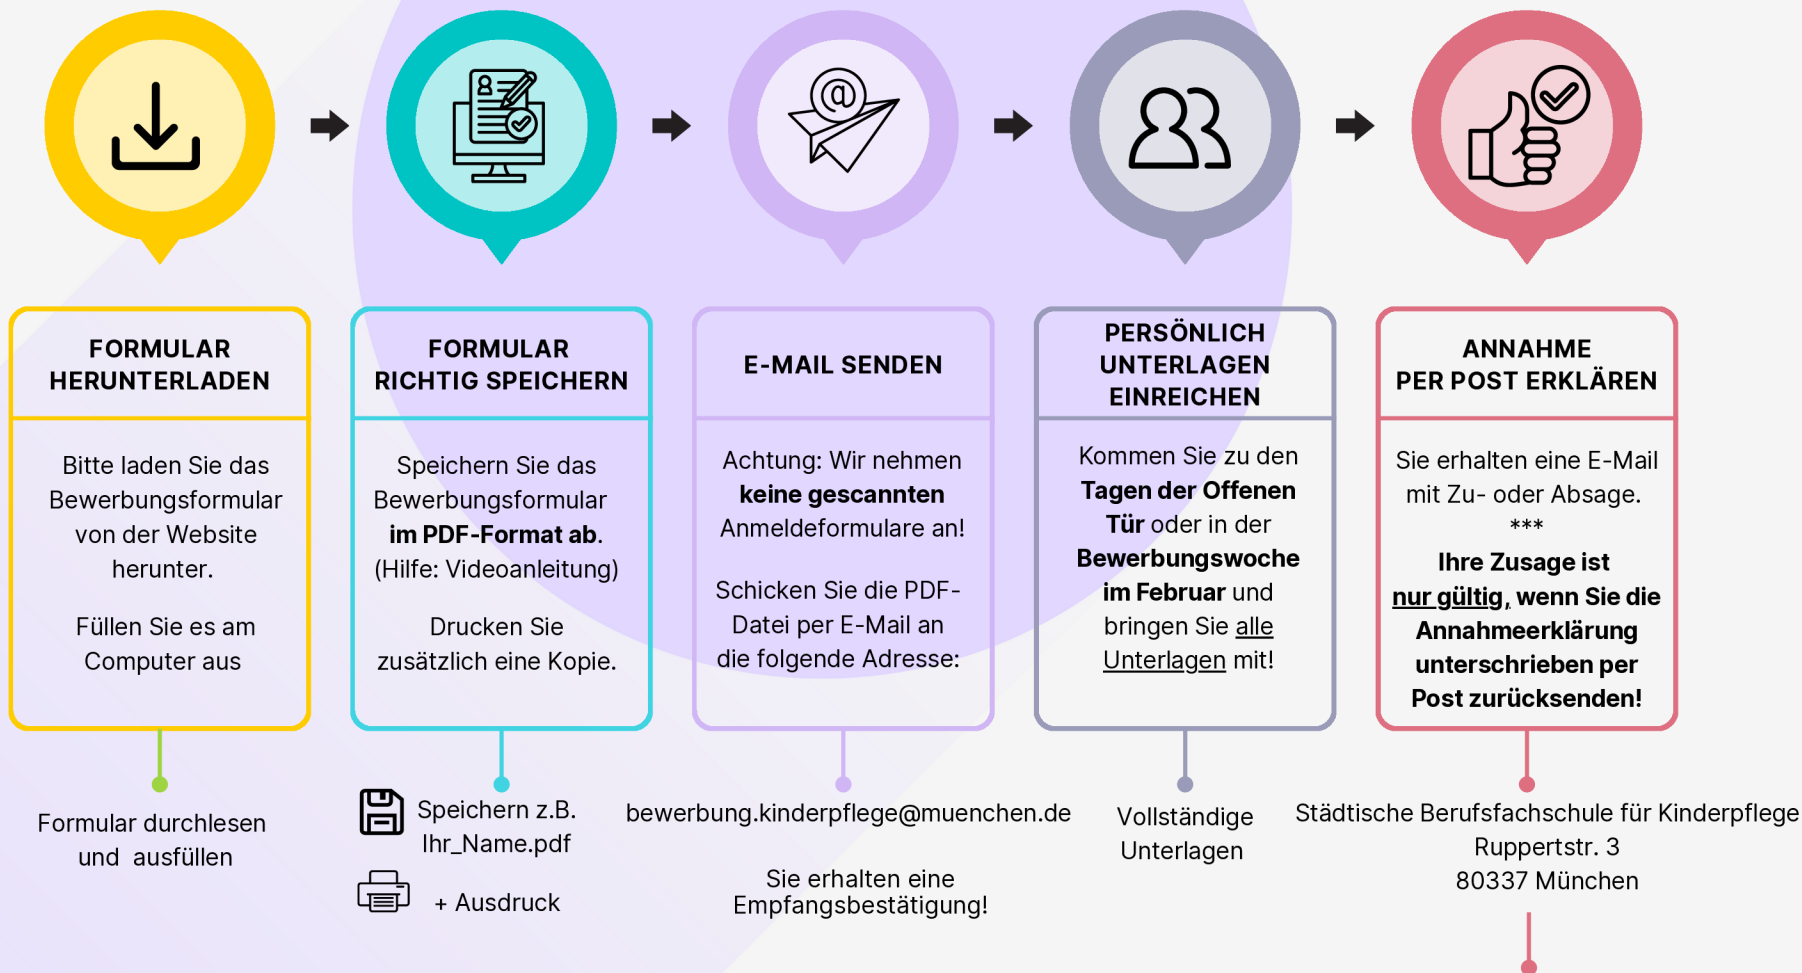 FORMULAR
HERUNTERLADEN
Bitte laden Sie das
Bewerbungsformular
von der Website
herunter.
Füllen Sie es am
Computer aus
Formular durchlesen
und ausfüllen
FORMULAR
RICHTIG SPEICHERN
Speichern Sie das
Bewerbungsformular
im PDF-Format ab.
(Hilfe: Videoanleitung)
Drucken Sie
zusätzlich eine Kopie.
Speichern z.B.
Ihr_Name.pdf
+ Ausdruck
@
E-MAIL SENDEN
Achtung: Wir nehmen
keine gescannten
Anmeldeformulare an!
Schicken Sie die PDF-
Datei per E-Mail an
die folgende Adresse:
bewerbung.kinderpflege@muenchen.de
Sie erhalten eine
Empfangsbestätigung!
PERSÖNLICH
UNTERLAGEN
EINREICHEN
Kommen Sie zu den
Tagen der Offenen
Tür oder in der
Bewerbungswoche
im Februar und
bringen Sie alle
Unterlagen mit!
Vollständige
Unterlagen
ANNAHME
PER POST ERKLÄREN
Sie erhalten eine E-Mail
mit Zu- oder Absage.
***
Ihre Zusage ist
nur gültig, wenn Sie die
Annahmeerklärung
unterschrieben per
Post zurücksenden!
Städtische Berufsfachschule für Kinderpflege
Ruppertstr. 3
80337 München